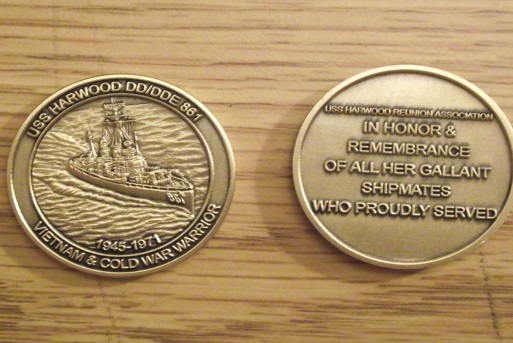 USS HARWOOD DD/DDE 861
861
1945-1971
VIETNAM & COLD WAR WARRIOR
USS HARWOOD REUNION ASSOCIATION
IN HONOR &
REMEMBRANCE
OF ALL HER GALLANT
SHIPMATES
WHO PROUDLY SERVED